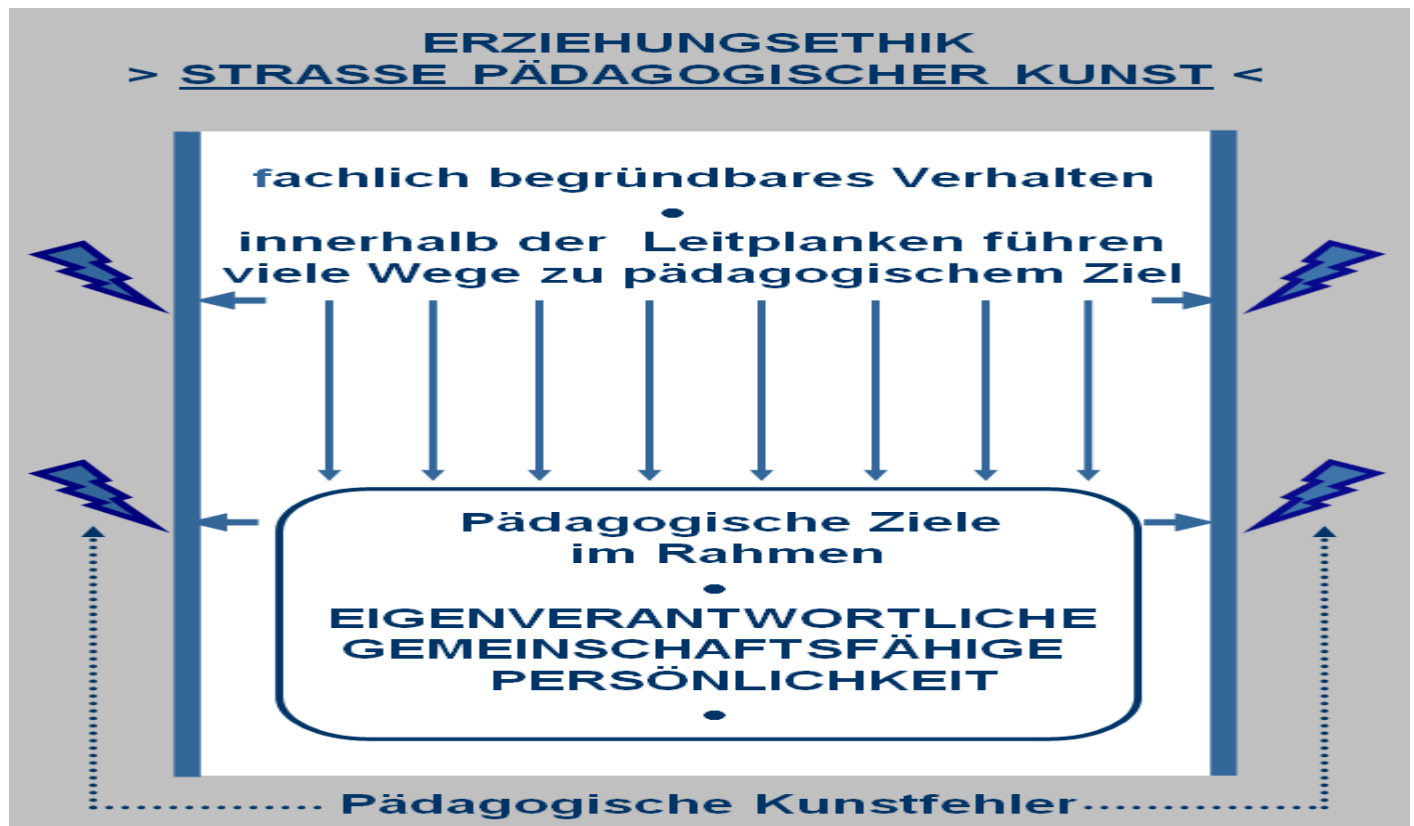 ERZIEHUNGSETHIK
> STRASSE PÄDAGOGISCHER KUNST <
fachlich begründbares Verhalten
•
innerhalb der Leitplanken führen
viele Wege zu pädagogischem Ziel
Pädagogische Ziele
im Rahmen
•
EIGENVERANTWORTLICHE
GEMEINSCHAFTSFÄHIGE
PERSÖNLICHKEIT
•
Pädagogische Kunstfehler